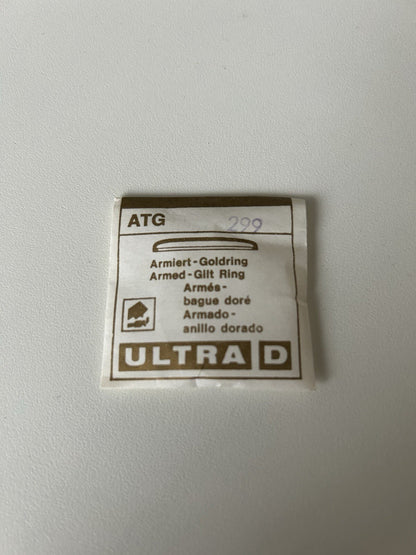 ATG 299
Armiert-Goldring
Armed-Gilt Ring
Armés-
bague doré
Armado-
anillo dorado
ULTRA D